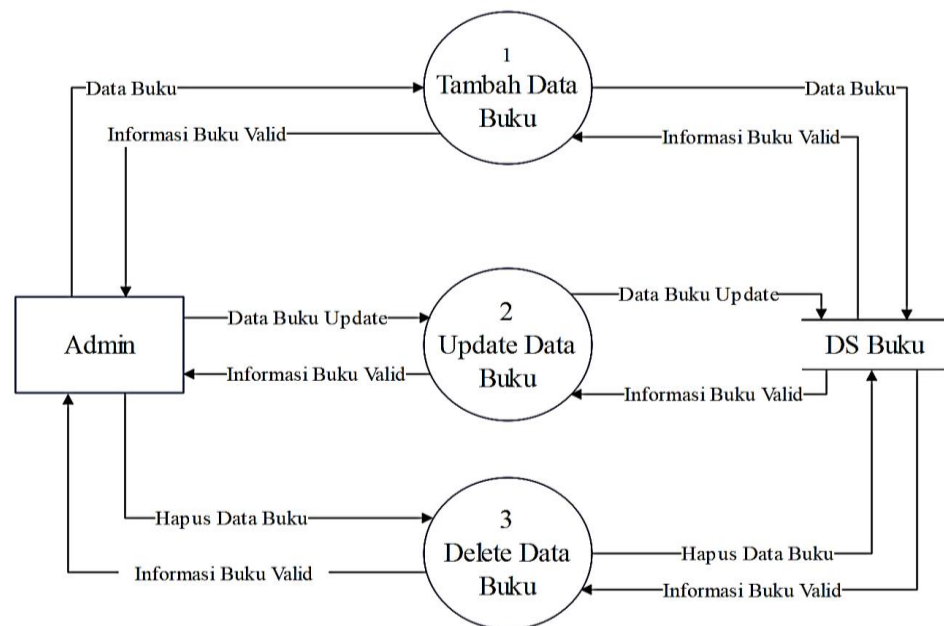 1
Tambah Data
Buku
Data Buku
Data Buku
Informasi Buku Valid
Informasi Buku Valid
Admin
Data Buku Update
2
Update Data
Buku
Data Buku Update
DS Buku
Informasi Buku Valid
Informasi Buku Valid
Hapus Data Buku
3
Delete Data
Buku
Hapus Data Buku
Informasi Buku Valid
Informasi Buku Valid